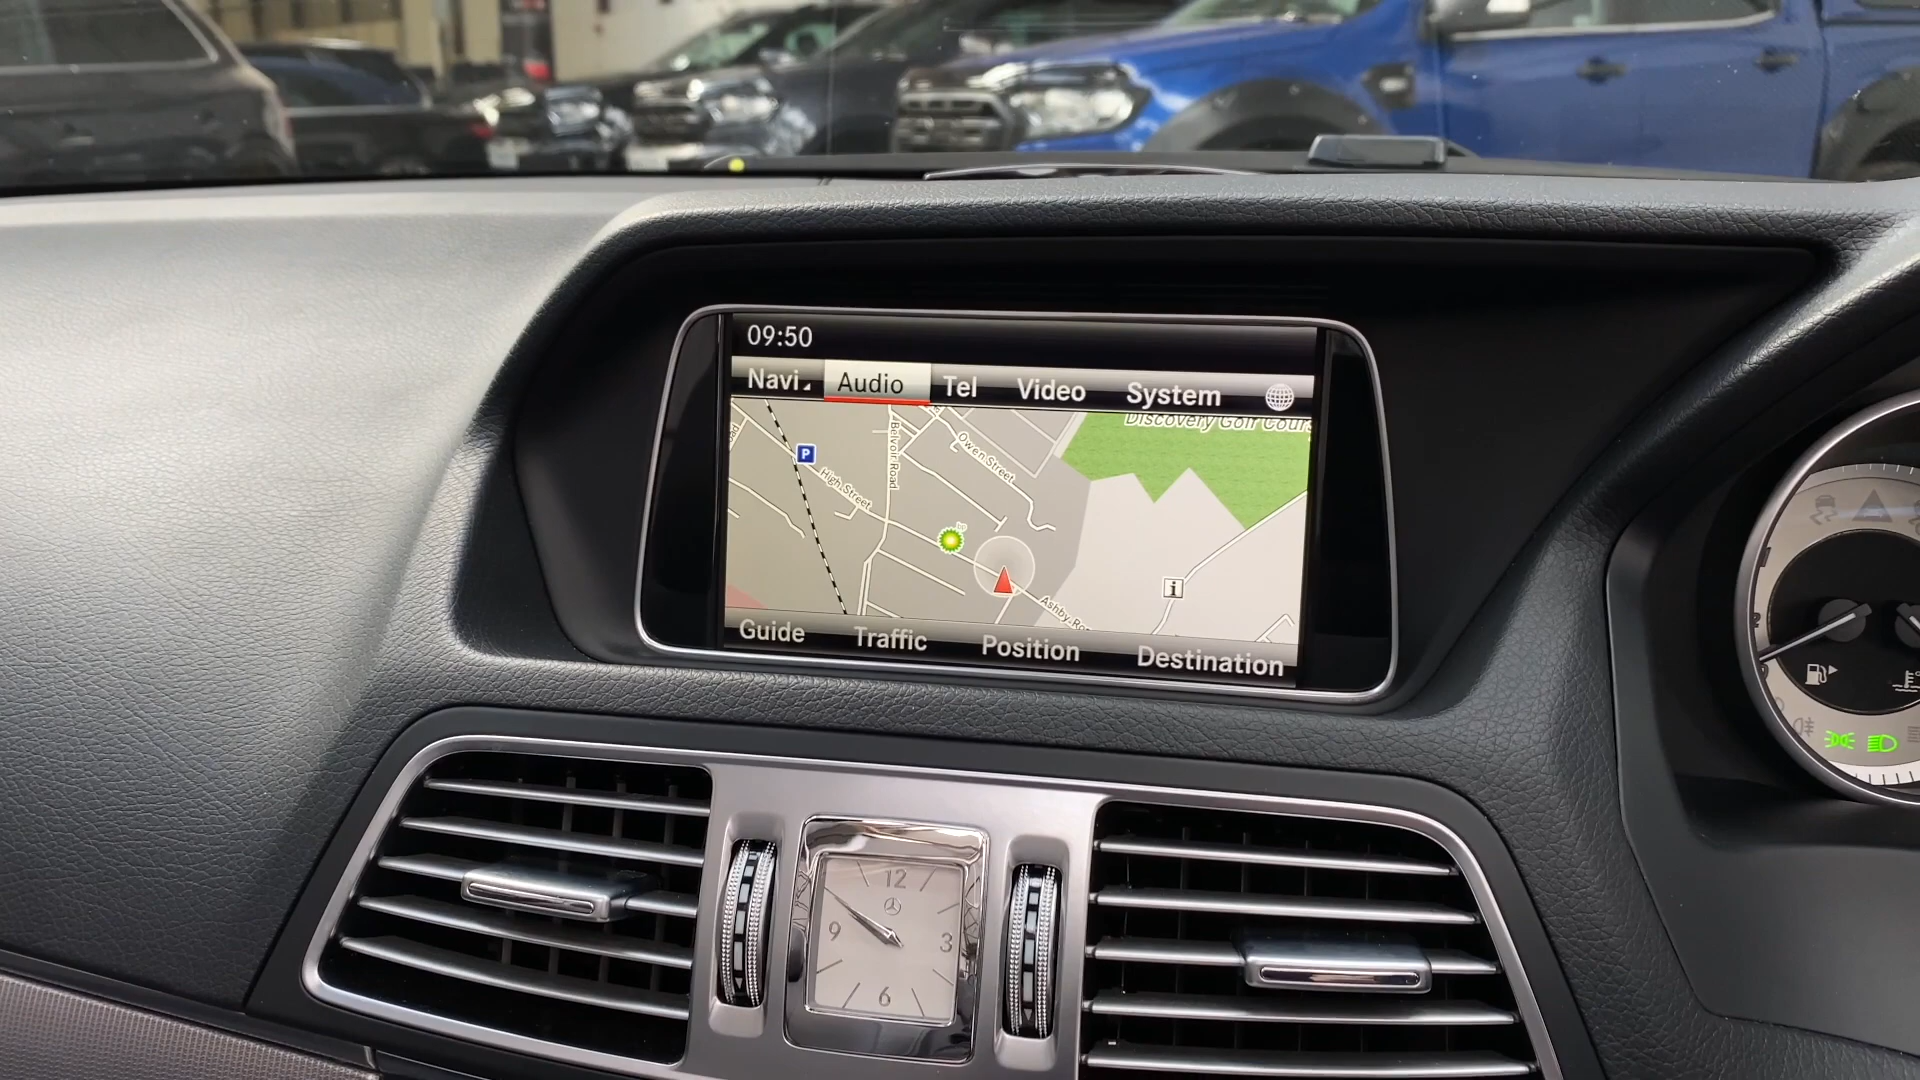 09:50
Navi Audio Tel Video System
Discovery Golf Cours
P
Belvoir Road
Owen Street
High Street
i
Ashby Ro
Guide Traffic Position Destination
12
9 3
6